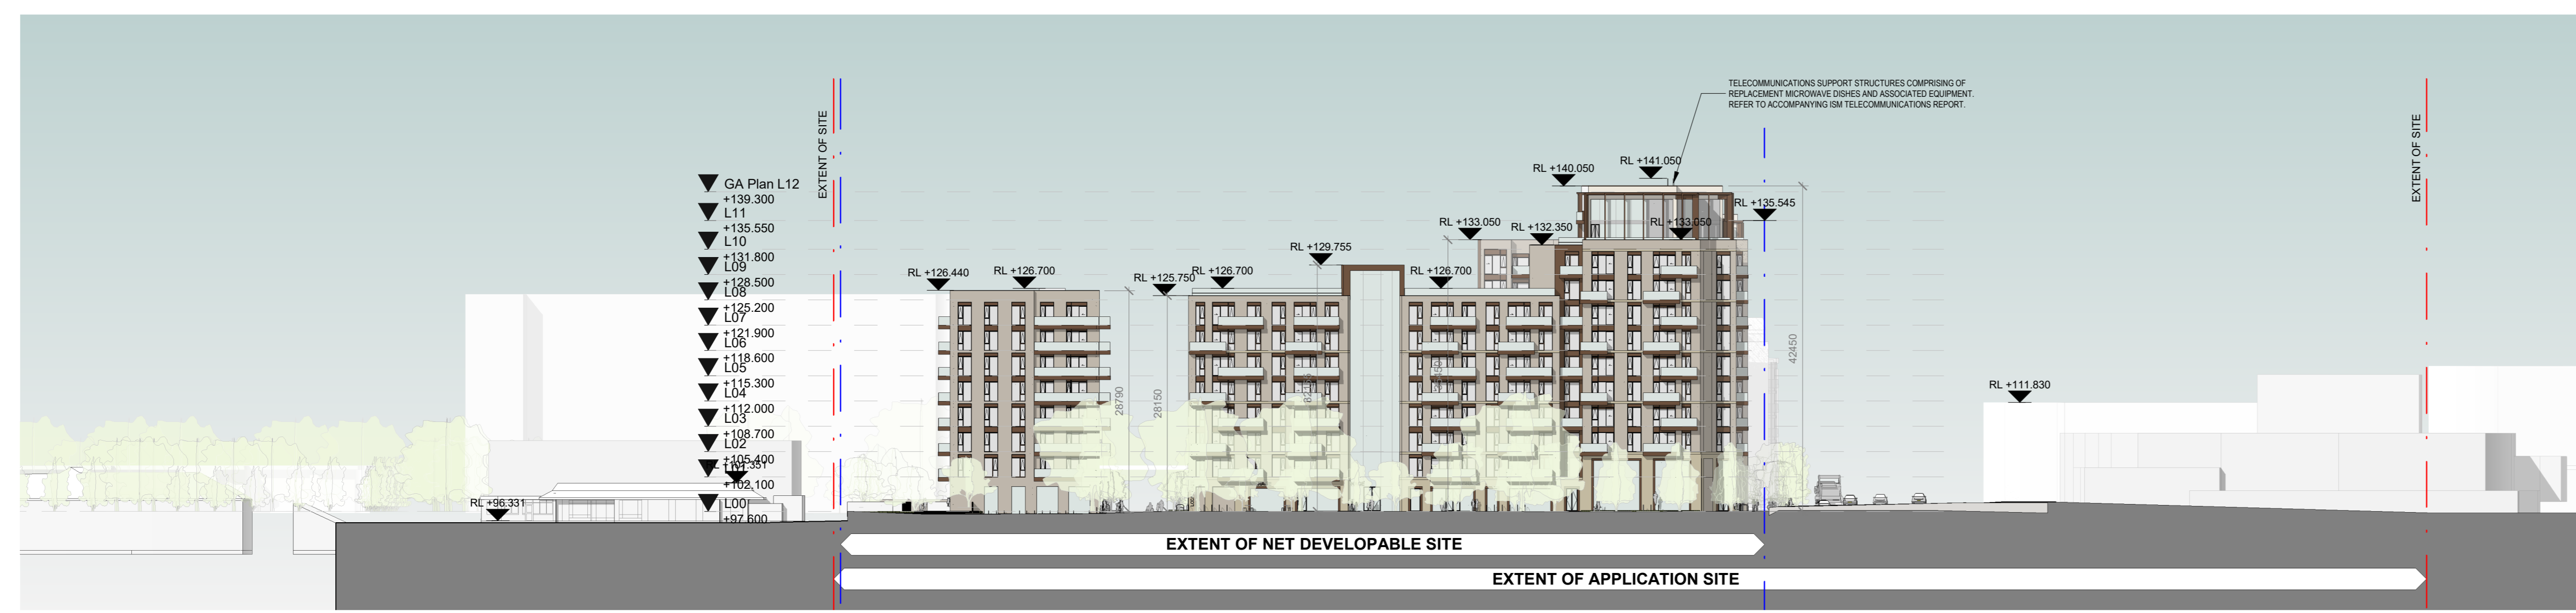 TELECOMMUNICATIONS SUPPORT STRUCTURES COMPRISING OF
REPLACEMENT MICROWAVE DISHES AND ASSOCIATED EQUIPMENT.
REFER TO ACCOMPANYING ISM TELECOMMUNICATIONS REPORT.
EXTENT OF SITE
EXTENT OF SITE
GA Plan L12
+139.300
L11
+135.550
L10
+131.800
L09
+128.500
L08
+125.200
L07
+121.900
L06
+118.600
L05
+115.300
L04
+112.000
L03
+108.700
L02
+105.400
+102.100
L00
+97.600
RL +96.331
RL +126.440
RL +126.700
RL +125.750
RL +126.700
RL +129.755
RL +126.700
RL +133.050
RL +132.350
RL +140.050
RL +141.050
RL +133.050
RL +135.545
RL +111.830
28790
28150
42450
EXTENT OF NET DEVELOPABLE SITE
EXTENT OF APPLICATION SITE